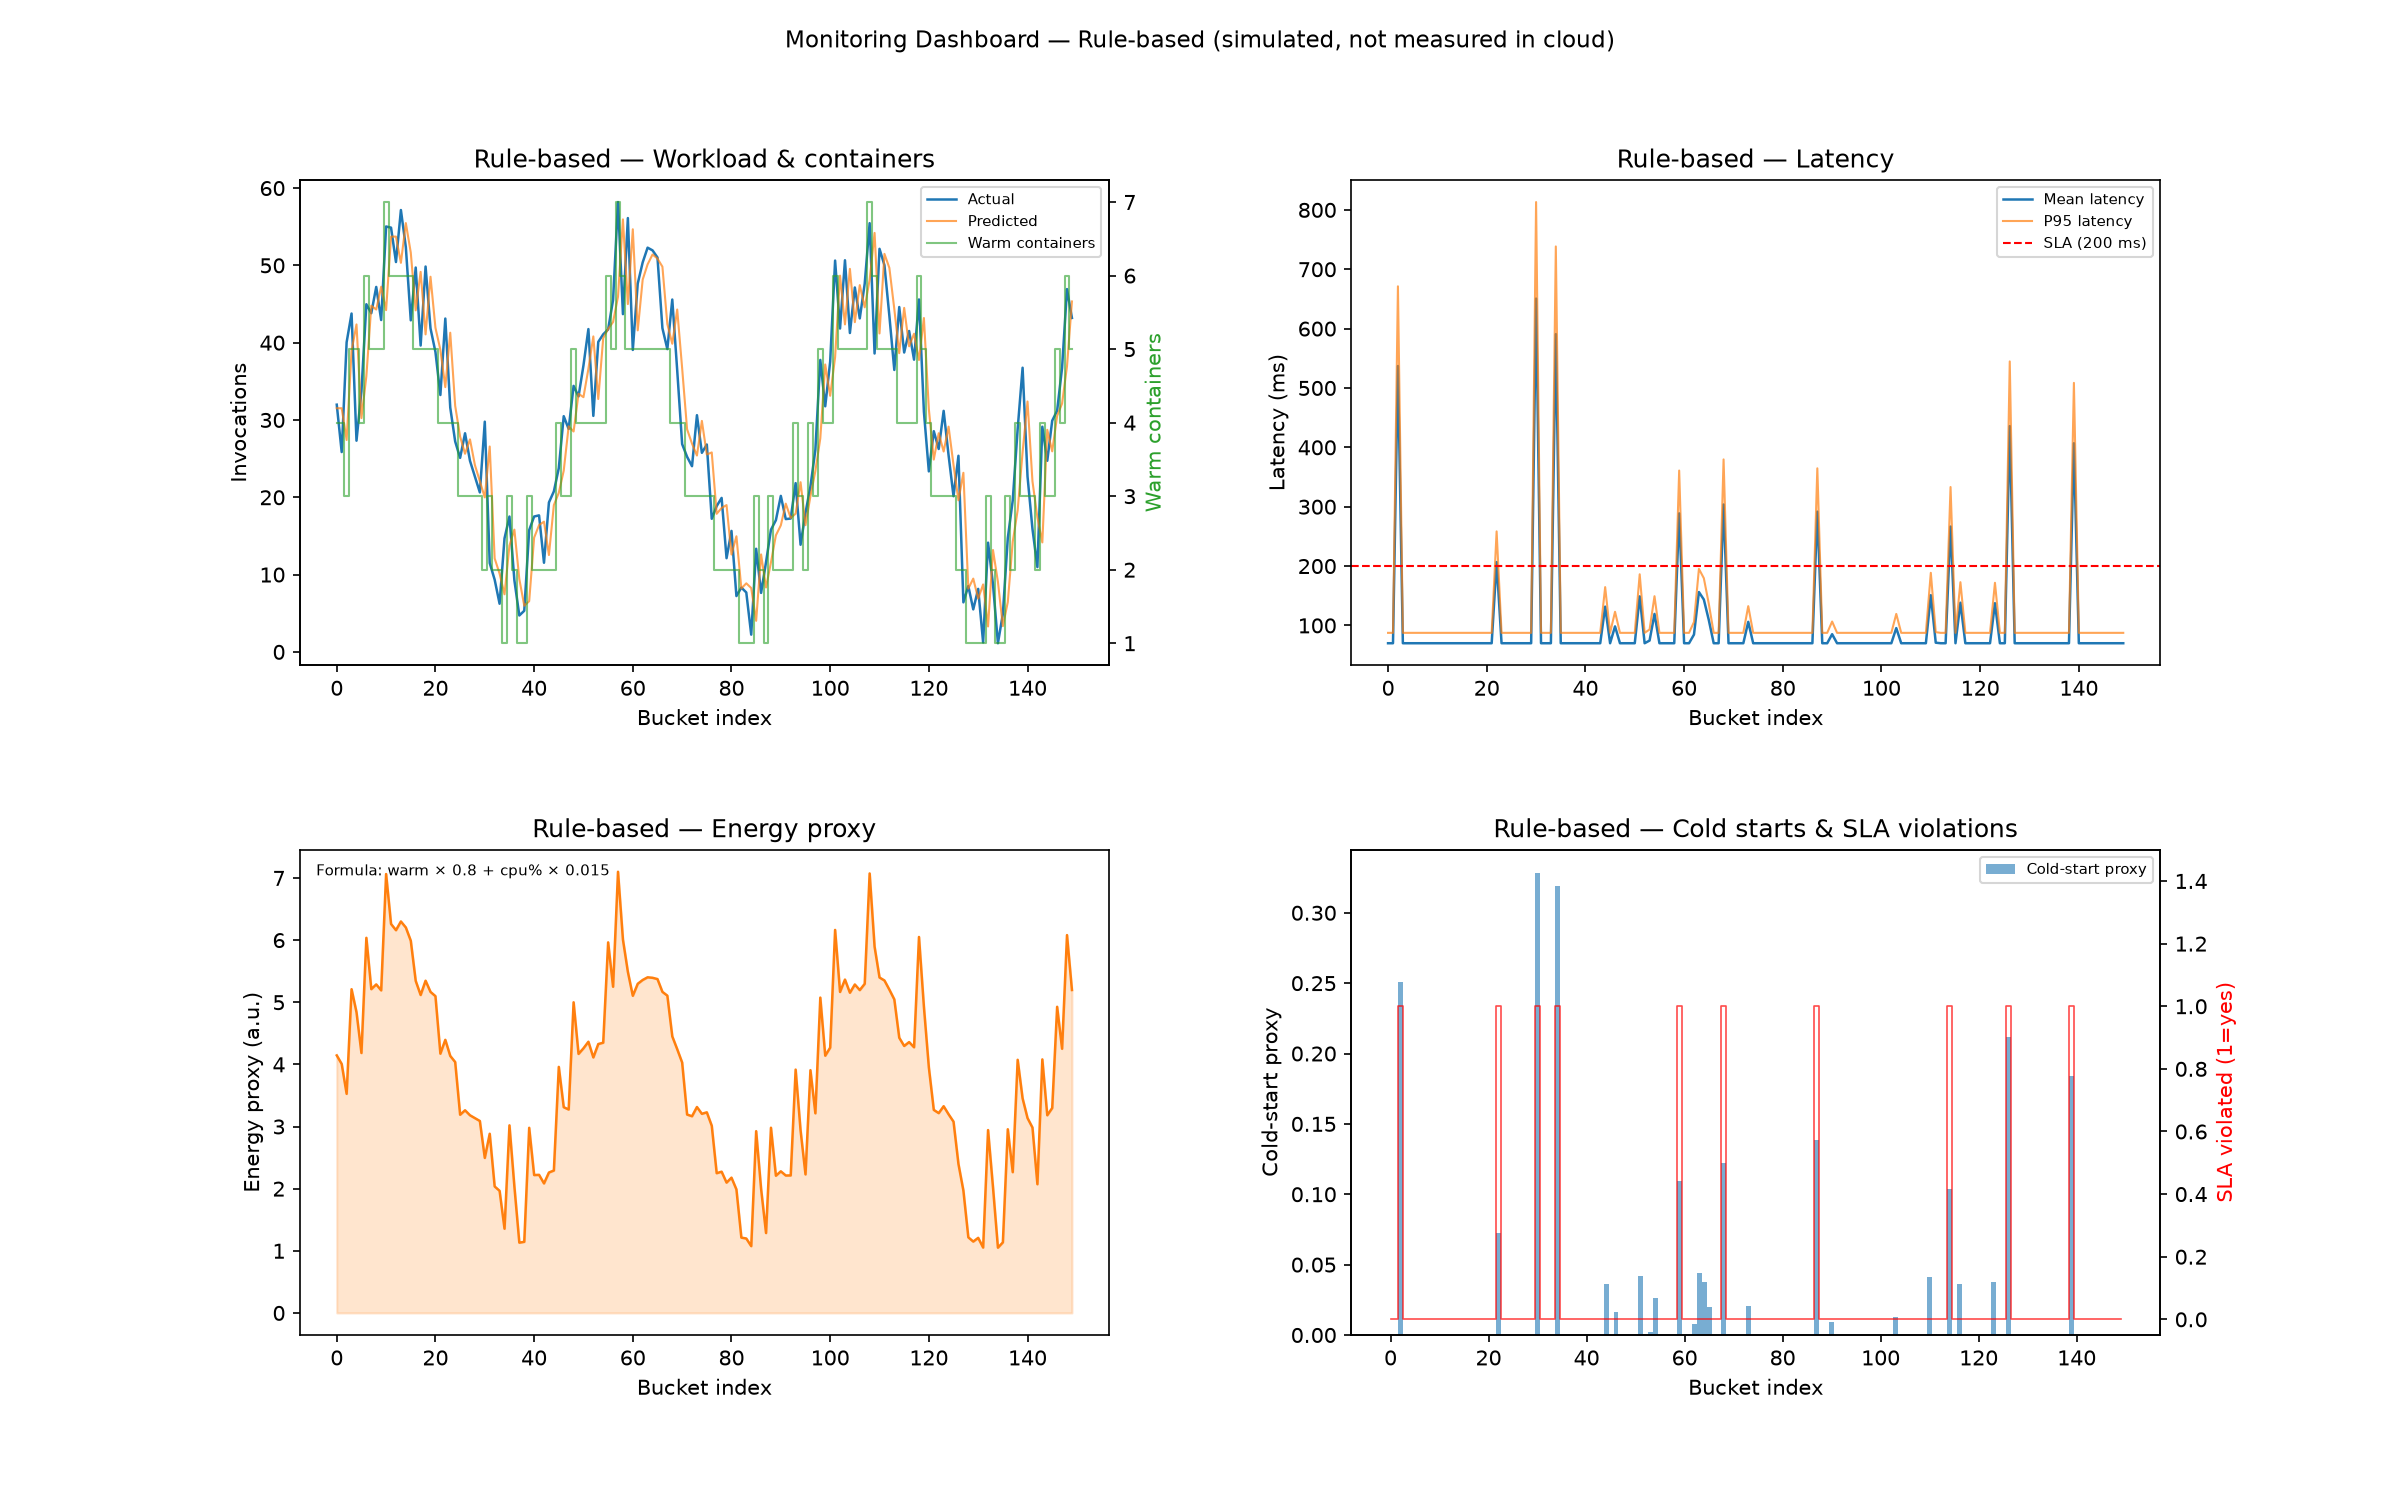 Monitoring Dashboard — Rule-based (simulated, not measured in cloud)
Rule-based — Workload & containers
Actual
Predicted
Warm containers
60
50
40
30
20
10
0
Invocations
7
6
5
4
3
2
1
Warm containers
0 20 40 60 80 100 120 140
Bucket index
Rule-based — Latency
Mean latency
P95 latency
SLA (200 ms)
800
700
600
500
400
300
200
100
Latency (ms)
0 20 40 60 80 100 120 140
Bucket index
Rule-based — Energy proxy
Formula: warm × 0.8 + cpu% × 0.015
7
6
5
4
3
2
1
0
Energy proxy (a.u.)
0 20 40 60 80 100 120 140
Bucket index
Rule-based — Cold starts & SLA violations
Cold-start proxy
0.30
0.25
0.20
0.15
0.10
0.05
0.00
Cold-start proxy
1.4
1.2
1.0
0.8
0.6
0.4
0.2
0.0
SLA violated (1=yes)
0 20 40 60 80 100 120 140
Bucket index